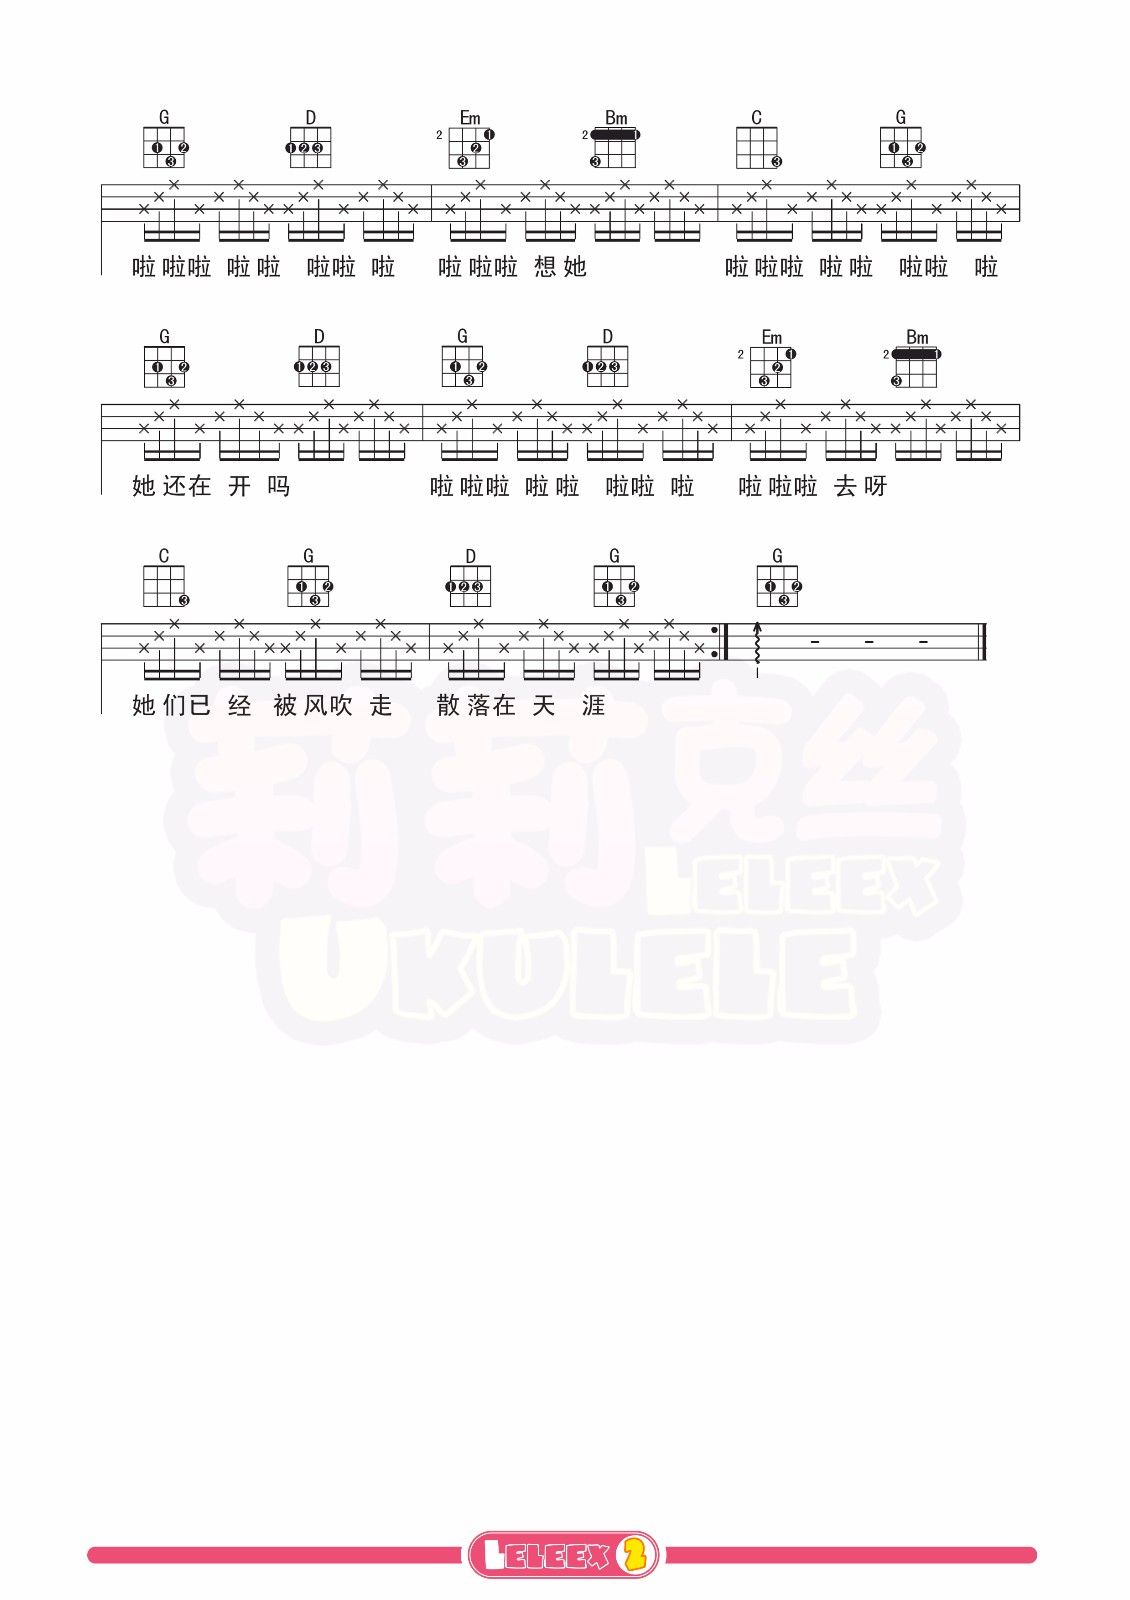 G D Em Bm C G
2 2
啦 啦啦 啦 啦 啦啦 啦 啦 啦啦 想 她 啦 啦啦 啦 啦 啦啦 啦
G D G D Em Bm
2 2
她 还在 开 吗 啦 啦啦 啦 啦 啦啦 啦 啦 啦啦 去 呀
C G D G G
她 们已 经 被 风吹 走 散 落在 天 涯
莉莉克丝
LELEEX
UKULELE
LELEEX 2